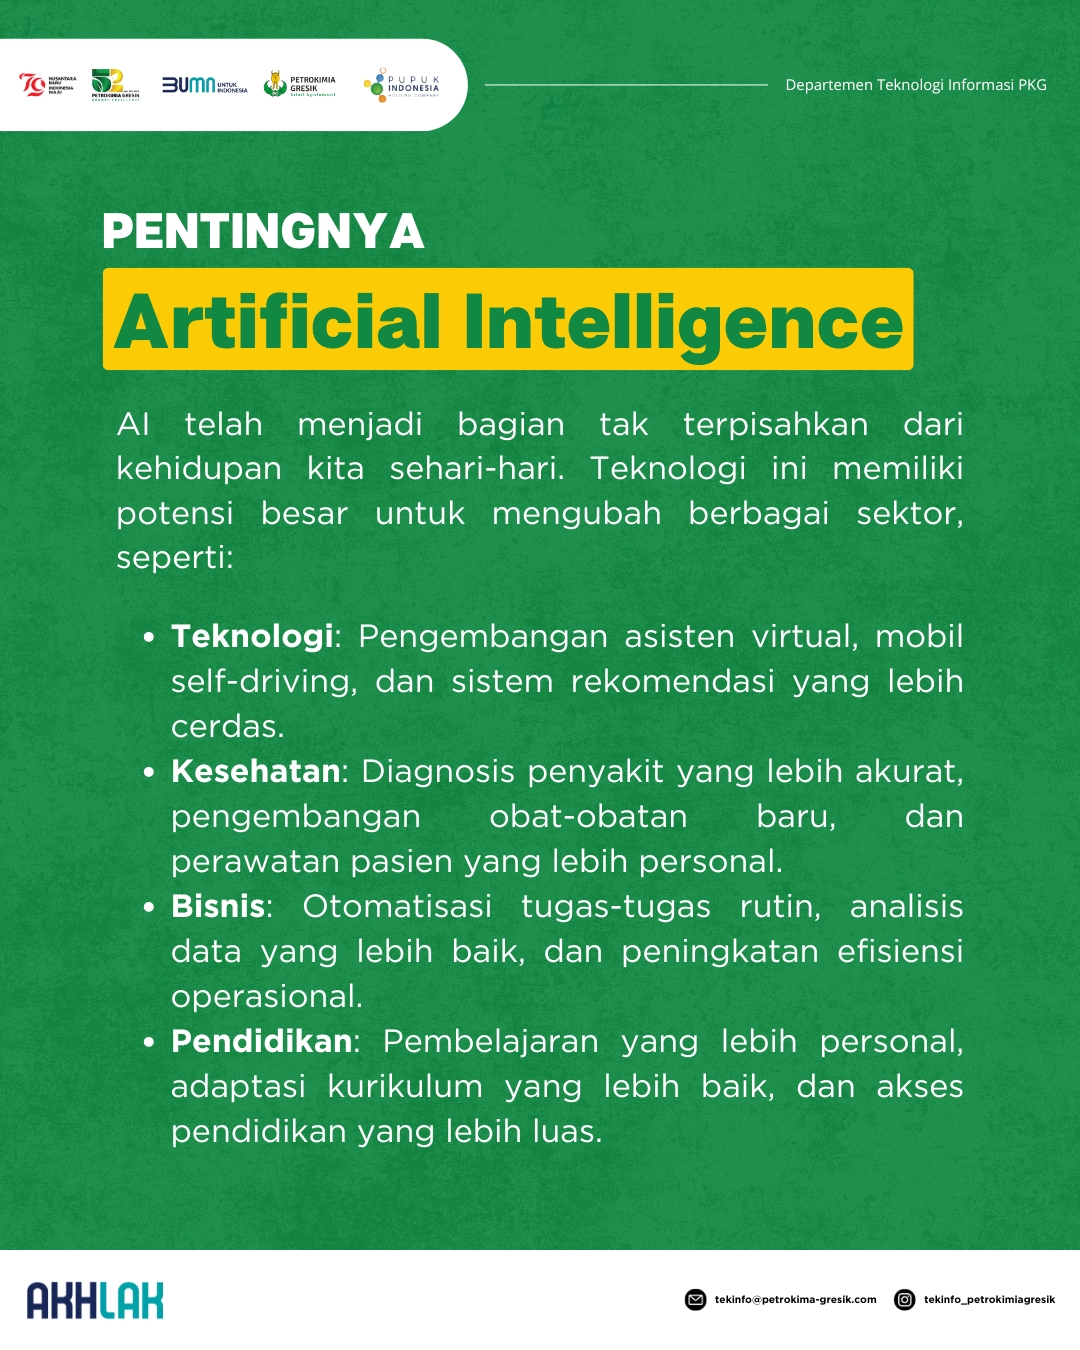 79 NUSANTARA
BARU
INDONESIA
MAJU
52
PETROKIMIA GRESIK
BUMN UNTUK
INDONESIA
PETROKIMIA
GRESIK
Solusi Agroindustri
PUPUK
INDONESIA
HOLDING COMPANY
Departemen Teknologi Informasi PKG
PENTINGNYA
Artificial Intelligence
AI telah menjadi bagian tak terpisahkan dari
kehidupan kita sehari-hari. Teknologi ini memiliki
potensi besar untuk mengubah berbagai sektor,
seperti:
• Teknologi: Pengembangan asisten virtual, mobil
self-driving, dan sistem rekomendasi yang lebih
cerdas.
• Kesehatan: Diagnosis penyakit yang lebih akurat,
pengembangan obat-obatan baru, dan
perawatan pasien yang lebih personal.
• Bisnis: Otomatisasi tugas-tugas rutin, analisis
data yang lebih baik, dan peningkatan efisiensi
operasional.
• Pendidikan: Pembelajaran yang lebih personal,
adaptasi kurikulum yang lebih baik, dan akses
pendidikan yang lebih luas.
AKHLAK
tekinfo@petrokima-gresik.com
tekinfo_petrokimiagresik